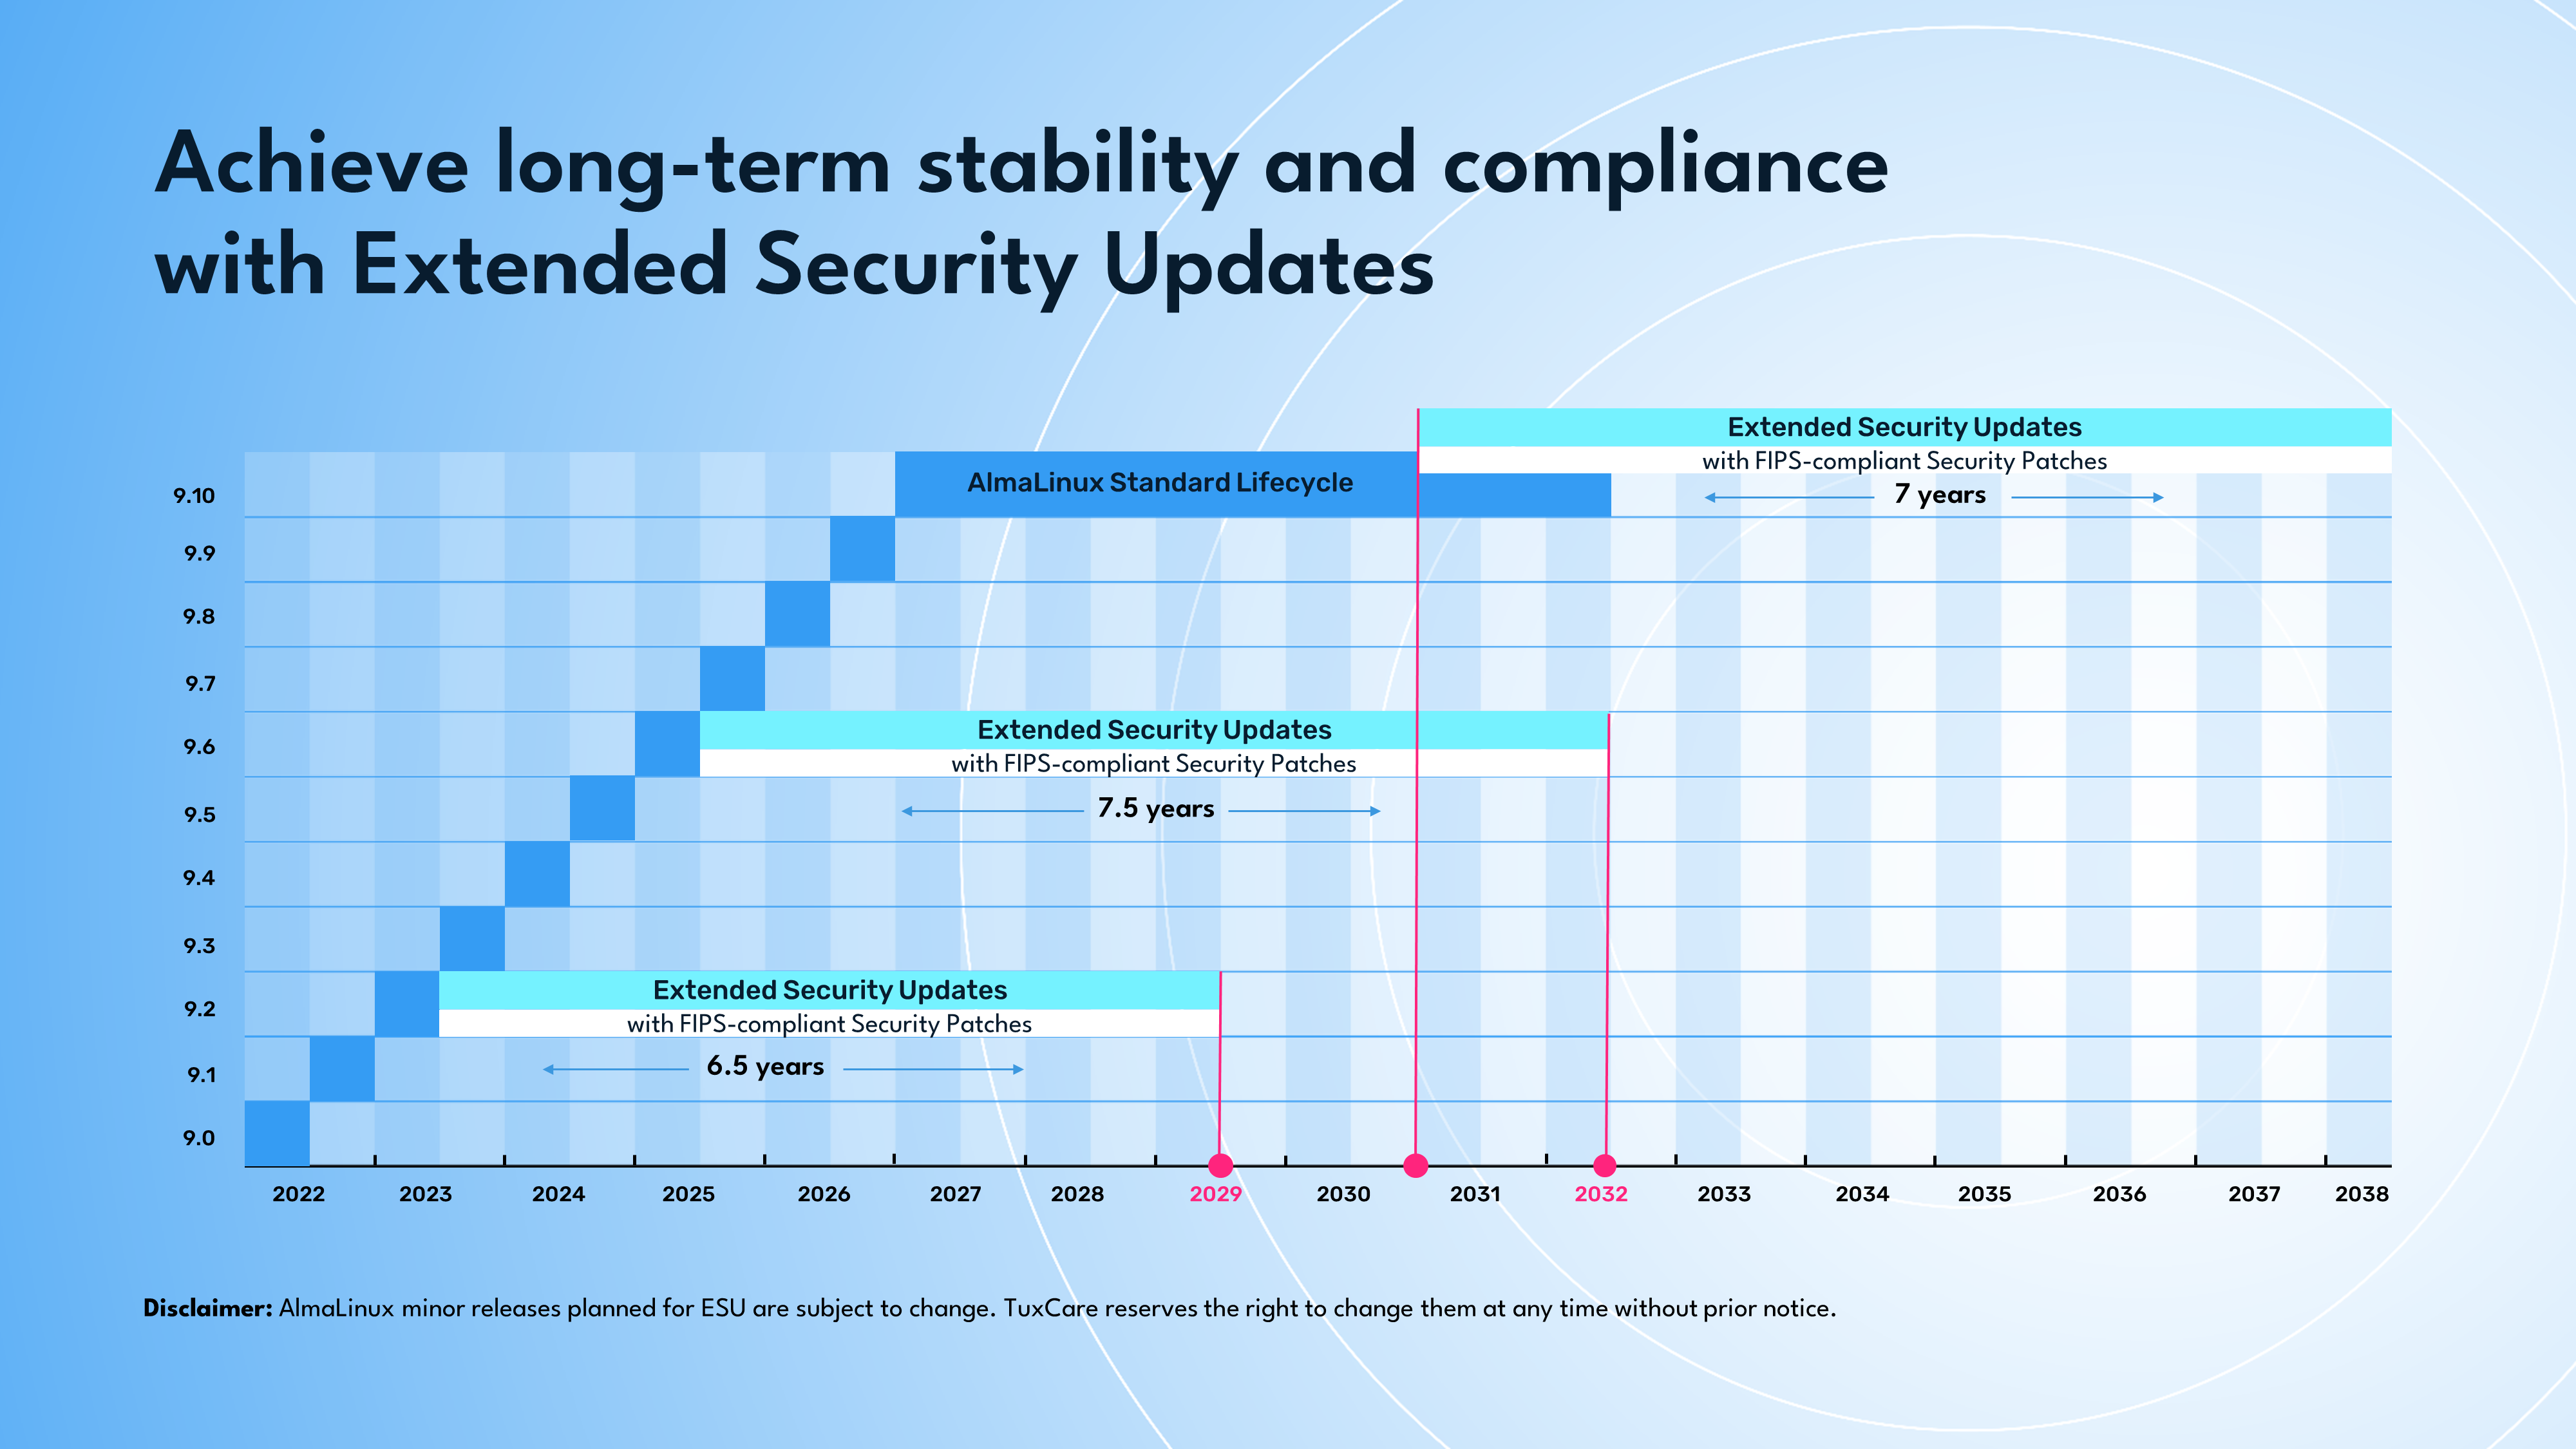 Achieve long-term stability and compliance
with Extended Security Updates
Extended Security Updates
with FIPS-compliant Security Patches
AlmaLinux Standard Lifecycle
7 years
9.10
9.9
9.8
9.7
Extended Security Updates
9.6
with FIPS-compliant Security Patches
7.5 years
9.5
9.4
9.3
Extended Security Updates
9.2
with FIPS-compliant Security Patches
6.5 years
9.1
9.0
2022 2023 2024 2025 2026 2027 2028 2029 2030 2031 2032 2033 2034 2035 2036 2037 2038
Disclaimer: AlmaLinux minor releases planned for ESU are subject to change. TuxCare reserves the right to change them at any time without prior notice.